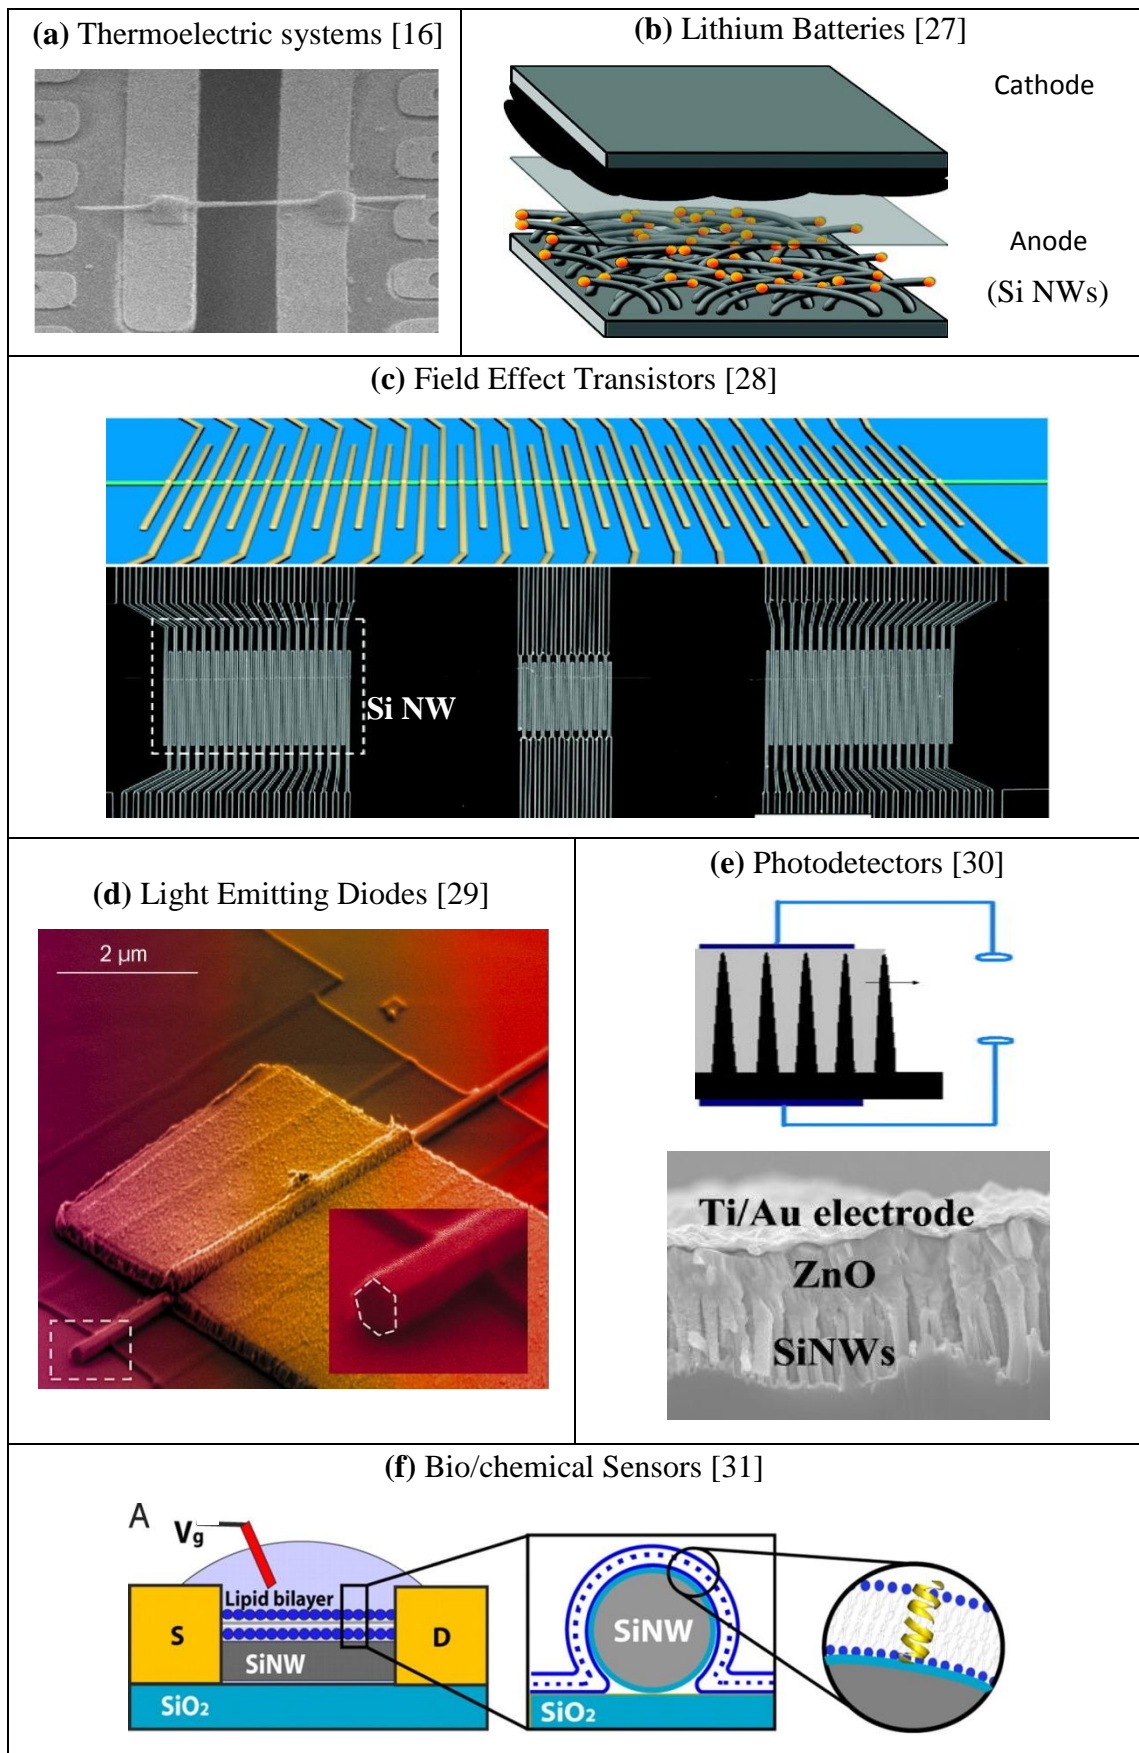 (a) Thermoelectric systems [16]
(b) Lithium Batteries [27]
Cathode
Anode
(Si NWs)
(c) Field Effect Transistors [28]
Si NW
(d) Light Emitting Diodes [29]
2 μm
(e) Photodetectors [30]
Ti/Au electrode
ZnO
SiNWs
(f) Bio/chemical Sensors [31]
A
Vg
Lipid bilayer
S
D
SiNW
SiO2
SiNW
SiO2